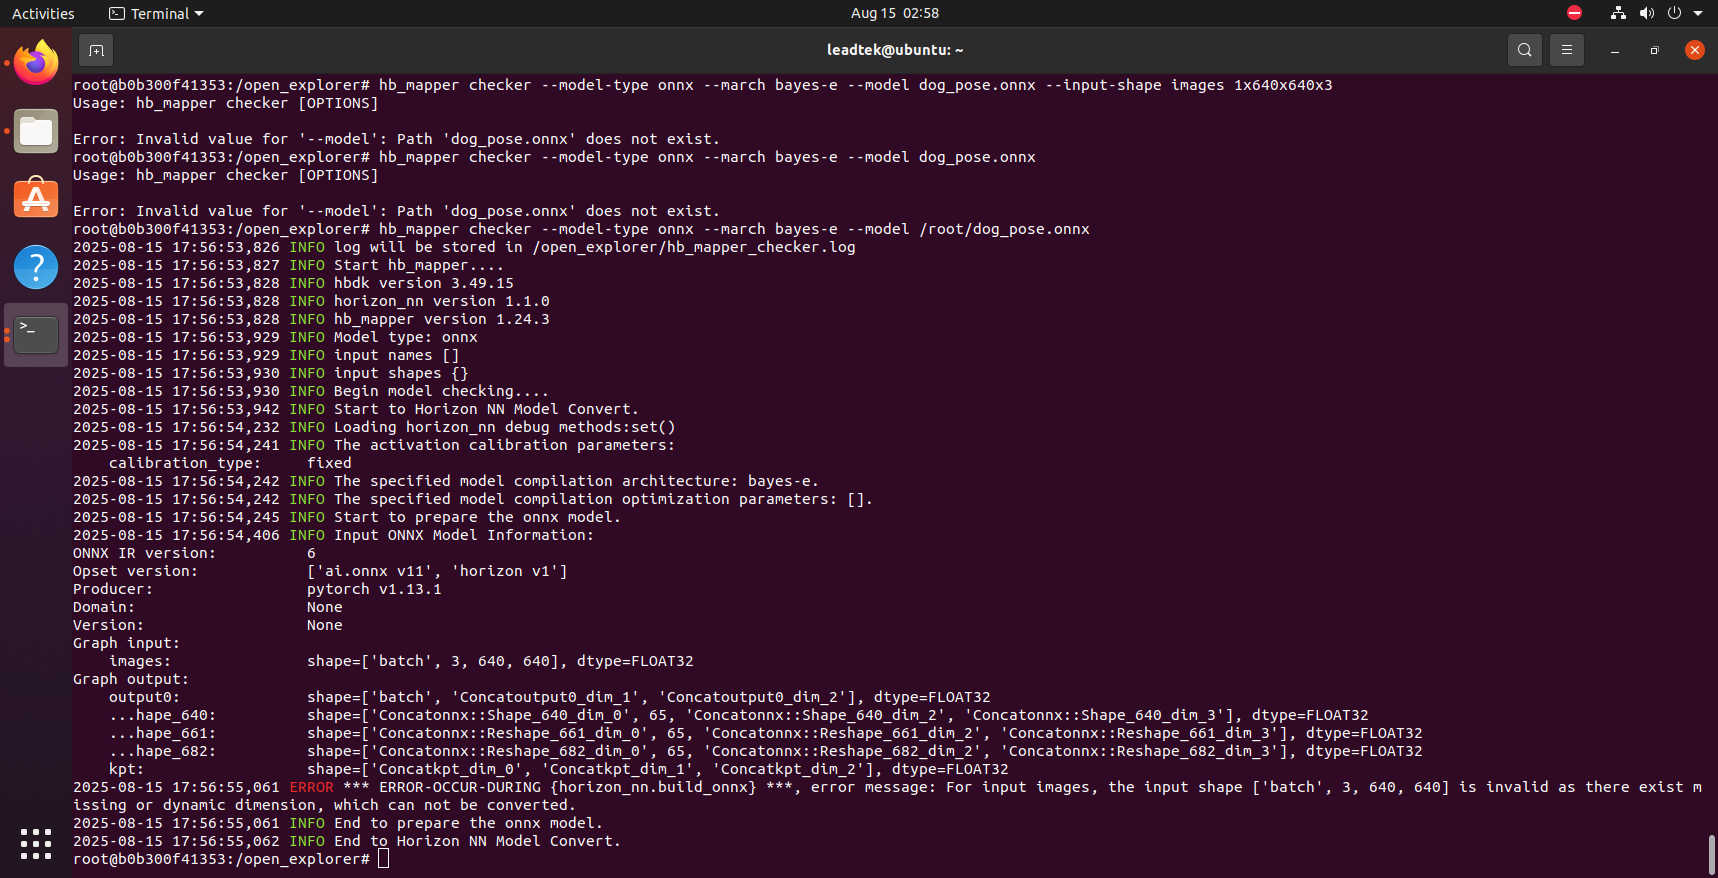 Activities
Terminal
Aug 15 02:58
leadtek@ubuntu: ~
root@b0b300f41353:/open_explorer# hb_mapper checker --model-type onnx --march bayes-e --model dog_pose.onnx --input-shape images 1x640x640x3
Usage: hb_mapper checker [OPTIONS]
Error: Invalid value for '--model': Path 'dog_pose.onnx' does not exist.
root@b0b300f41353:/open_explorer# hb_mapper checker --model-type onnx --march bayes-e --model dog_pose.onnx
Usage: hb_mapper checker [OPTIONS]
Error: Invalid value for '--model': Path 'dog_pose.onnx' does not exist.
root@b0b300f41353:/open_explorer# hb_mapper checker --model-type onnx --march bayes-e --model /root/dog_pose.onnx
2025-08-15 17:56:53,826 INFO log will be stored in /open_explorer/hb_mapper_checker.log
2025-08-15 17:56:53,827 INFO Start hb_mapper....
2025-08-15 17:56:53,828 INFO hbdk version 3.49.15
2025-08-15 17:56:53,828 INFO horizon_nn version 1.1.0
2025-08-15 17:56:53,828 INFO hb_mapper version 1.24.3
2025-08-15 17:56:53,929 INFO Model type: onnx
2025-08-15 17:56:53,929 INFO input names []
2025-08-15 17:56:53,930 INFO input shapes {}
2025-08-15 17:56:53,930 INFO Begin model checking....
2025-08-15 17:56:53,942 INFO Start to Horizon NN Model Convert.
2025-08-15 17:56:54,232 INFO Loading horizon_nn debug methods:set()
2025-08-15 17:56:54,241 INFO The activation calibration parameters:
calibration_type: fixed
2025-08-15 17:56:54,242 INFO The specified model compilation architecture: bayes-e.
2025-08-15 17:56:54,242 INFO The specified model compilation optimization parameters: [].
2025-08-15 17:56:54,245 INFO Start to prepare the onnx model.
2025-08-15 17:56:54,406 INFO Input ONNX Model Information:
ONNX IR version: 6
Opset version: ['ai.onnx v11', 'horizon v1']
Producer: pytorch v1.13.1
Domain: None
Version: None
Graph input:
images: shape=['batch', 3, 640, 640], dtype=FLOAT32
Graph output:
output0: shape=['batch', 'Concatoutput0_dim_1', 'Concatoutput0_dim_2'], dtype=FLOAT32
...hape_640: shape=['Concatonnx::Shape_640_dim_0', 65, 'Concatonnx::Shape_640_dim_2', 'Concatonnx::Shape_640_dim_3'], dtype=FLOAT32
...hape_661: shape=['Concatonnx::Reshape_661_dim_0', 65, 'Concatonnx::Reshape_661_dim_2', 'Concatonnx::Reshape_661_dim_3'], dtype=FLOAT32
...hape_682: shape=['Concatonnx::Reshape_682_dim_0', 65, 'Concatonnx::Reshape_682_dim_2', 'Concatonnx::Reshape_682_dim_3'], dtype=FLOAT32
kpt: shape=['Concatkpt_dim_0', 'Concatkpt_dim_1', 'Concatkpt_dim_2'], dtype=FLOAT32
2025-08-15 17:56:55,061 ERROR *** ERROR-OCCUR-DURING {horizon_nn.build_onnx} ***, error message: For input images, the input shape ['batch', 3, 640, 640] is invalid as there exist m
issing or dynamic dimension, which can not be converted.
2025-08-15 17:56:55,061 INFO End to prepare the onnx model.
2025-08-15 17:56:55,062 INFO End to Horizon NN Model Convert.
root@b0b300f41353:/open_explorer#